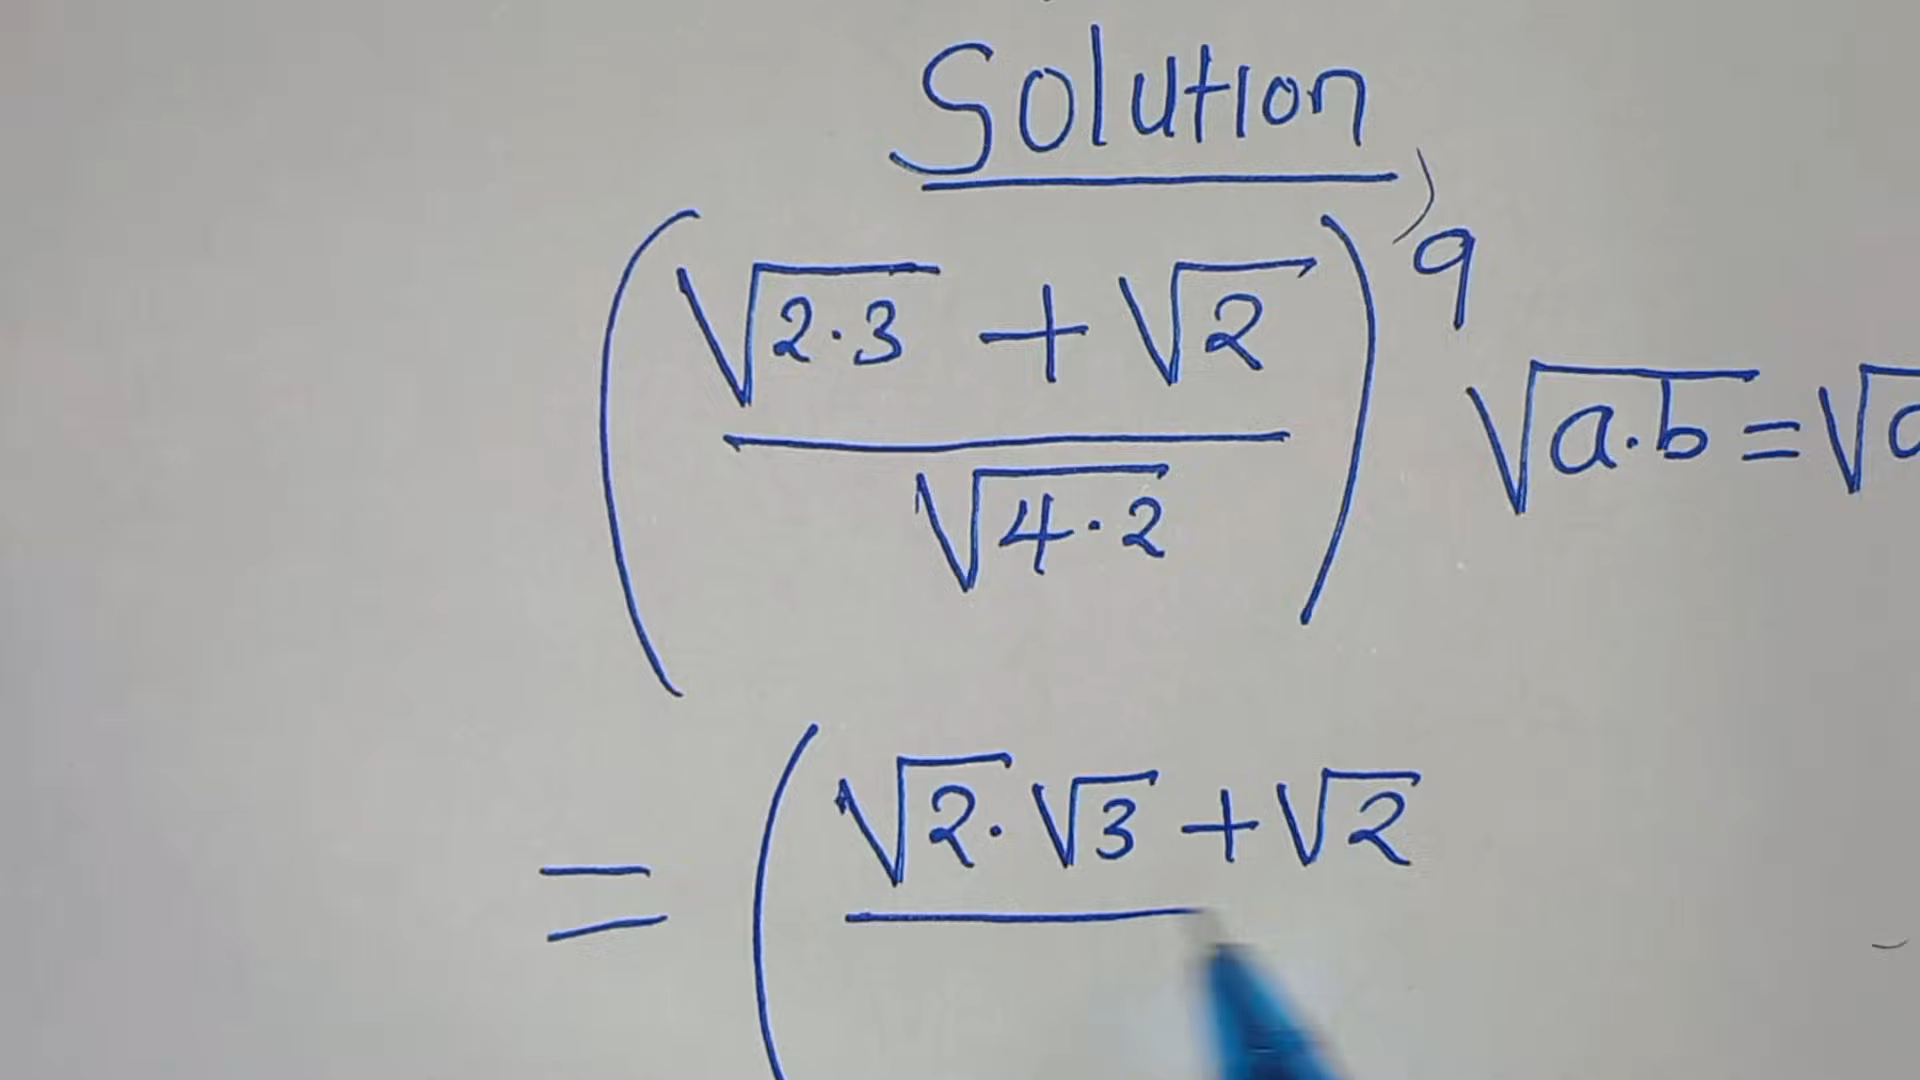 Solution
(√2·3 + √2 / √4·2)^9 √a.b = √a
= (√2. √3 + √2